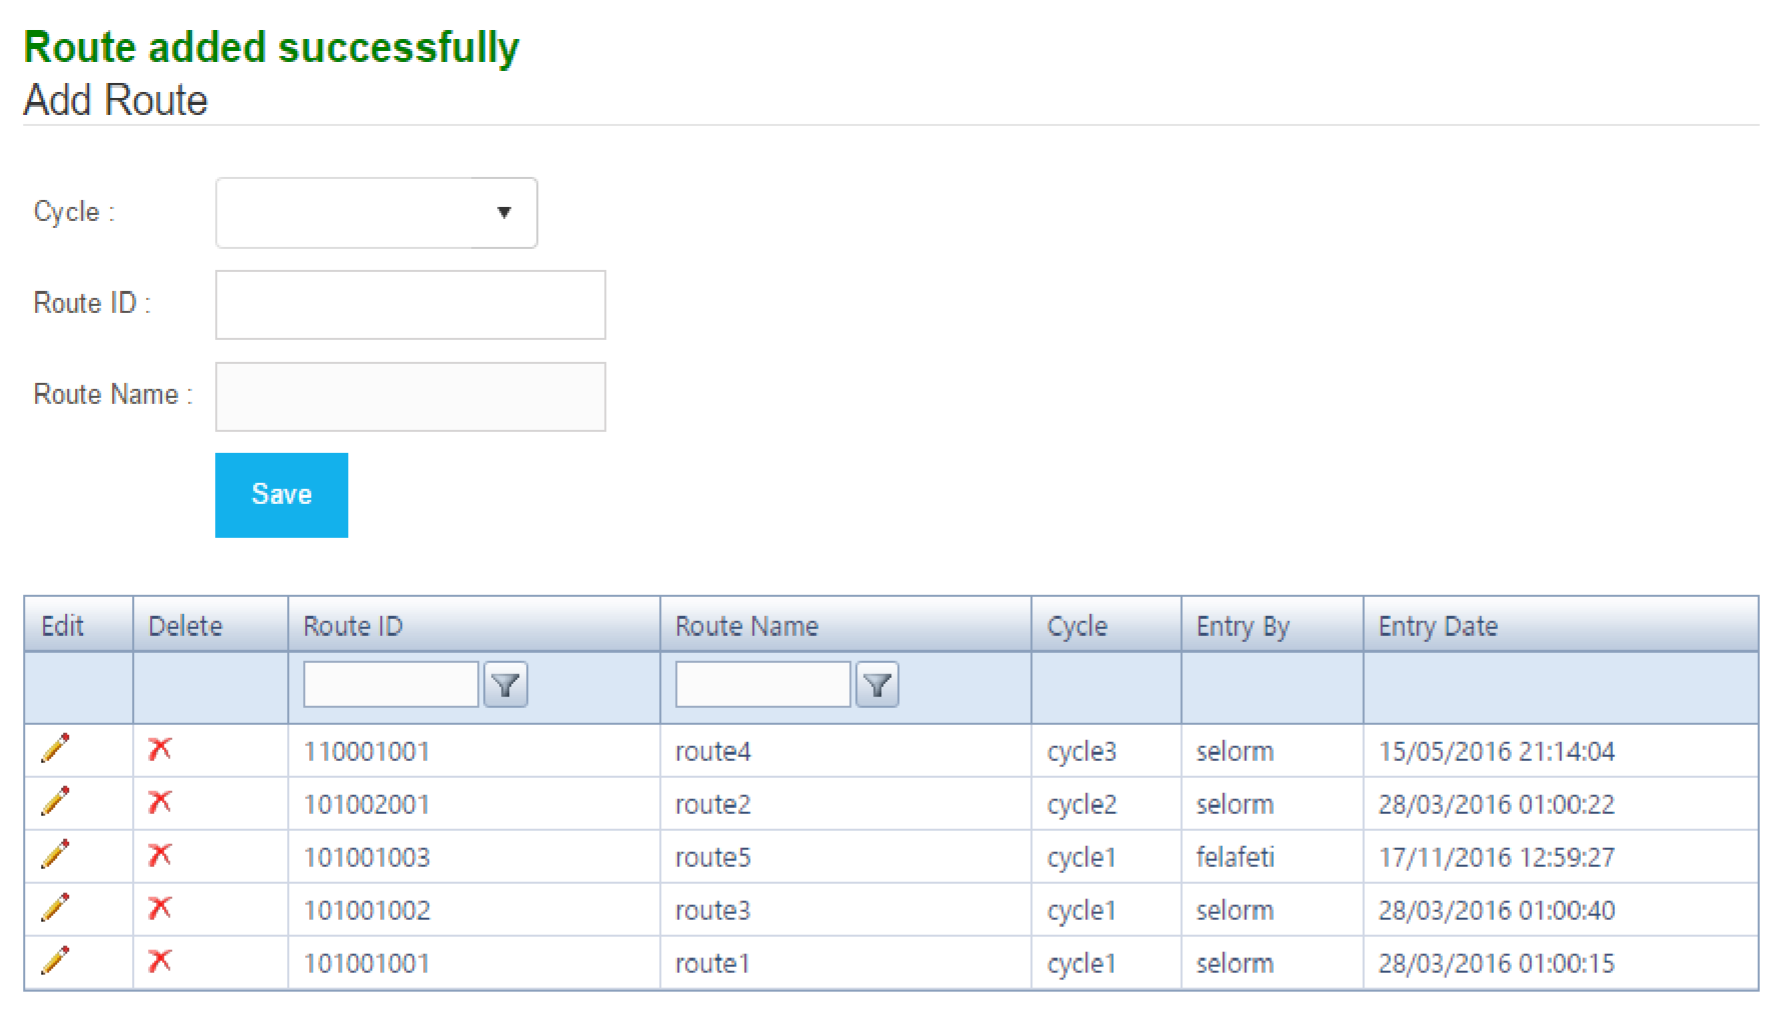 Route added successfully
Add Route
Cycle :
Route ID :
Route Name :
Save
Edit Delete Route ID Route Name Cycle Entry By Entry Date
110001001 route4 cycle3 selorm 15/05/2016 21:14:04
101002001 route2 cycle2 selorm 28/03/2016 01:00:22
101001003 route5 cycle1 felafeti 17/11/2016 12:59:27
101001002 route3 cycle1 selorm 28/03/2016 01:00:40
101001001 route1 cycle1 selorm 28/03/2016 01:00:15